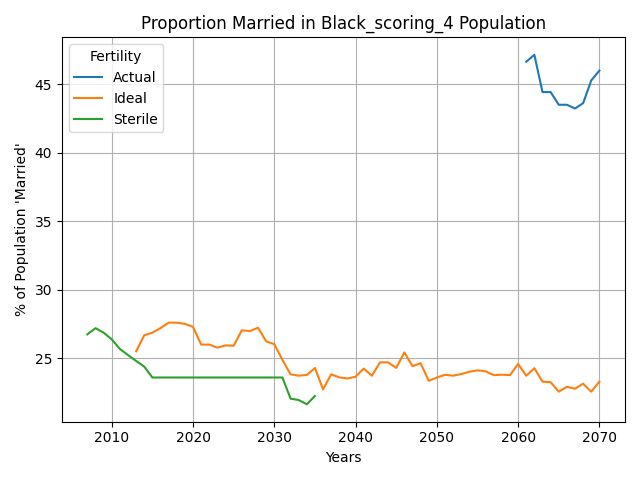 Proportion Married in Black_scoring_4 Population
Fertility
Actual
Ideal
Sterile
% of Population 'Married'
45
40
35
30
25
2010 2020 2030 2040 2050 2060 2070
Years